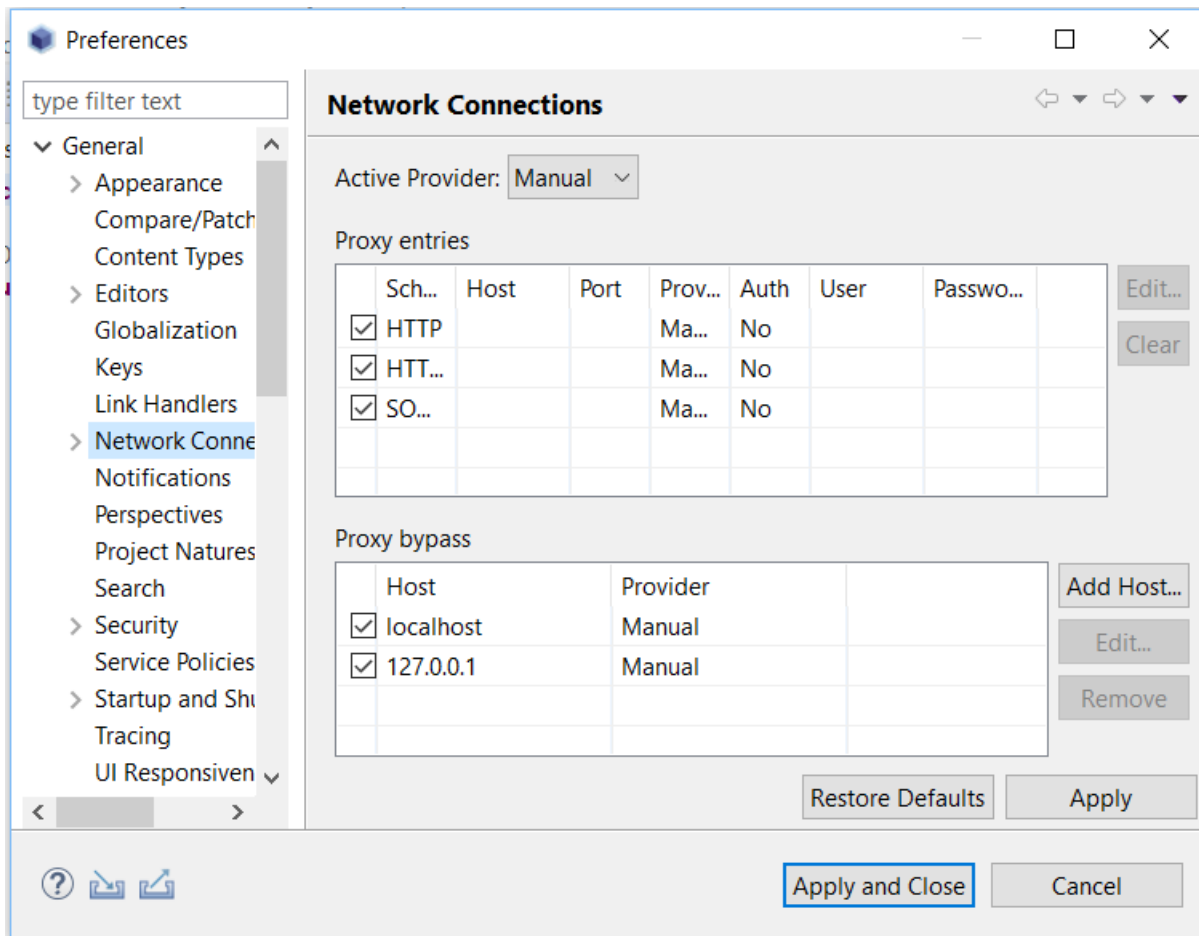 Preferences
type filter text
General
Appearance
Compare/Patch
Content Types
Editors
Globalization
Keys
Link Handlers
Network Conne
Notifications
Perspectives
Project Natures
Search
Security
Service Policies
Startup and Shu
Tracing
UI Responsiven
Network Connections
Active Provider: Manual
Proxy entries
Sch... Host Port Prov... Auth User Passwo...
HTTP Ma... No
HTT... Ma... No
SO... Ma... No
Edit...
Clear
Proxy bypass
Host Provider
localhost Manual
127.0.0.1 Manual
Add Host...
Edit...
Remove
Restore Defaults Apply
Apply and Close Cancel